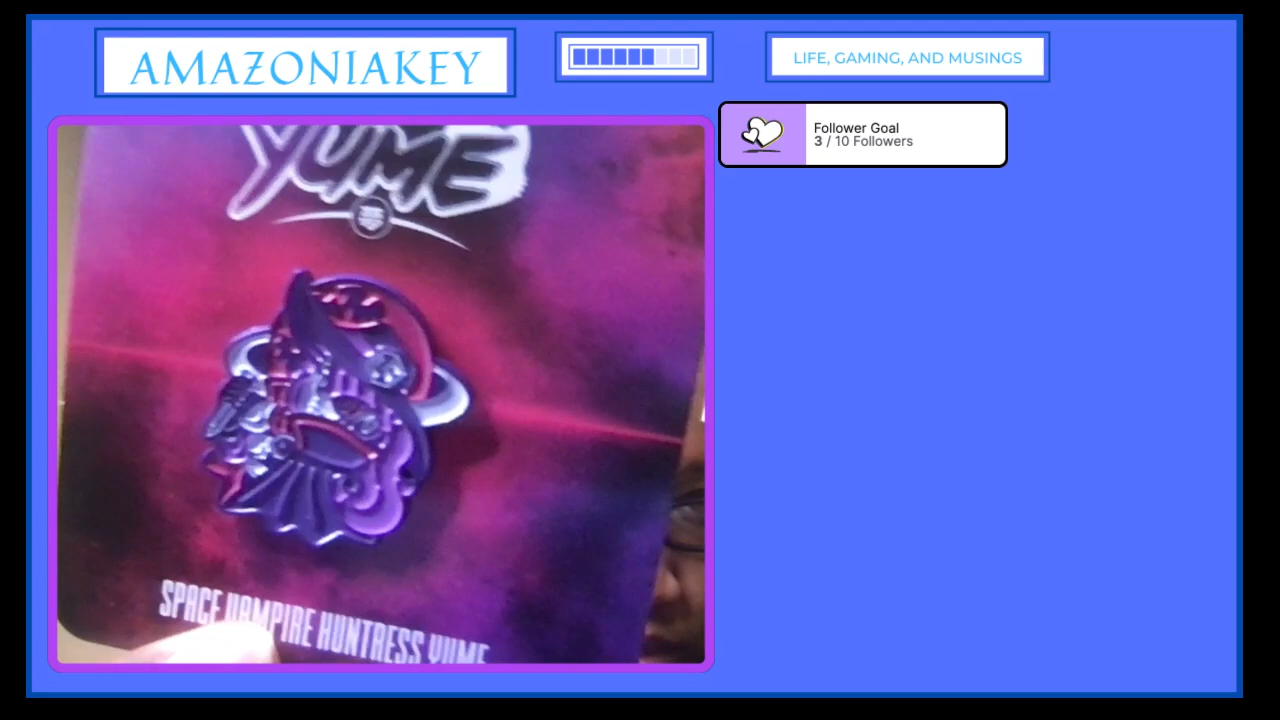 AMAZONIAKEY
LIFE, GAMING, AND MUSINGS
Follower Goal
3 / 10 Followers
YUME
SPACE VAMPIRE HUNTRESS YUME